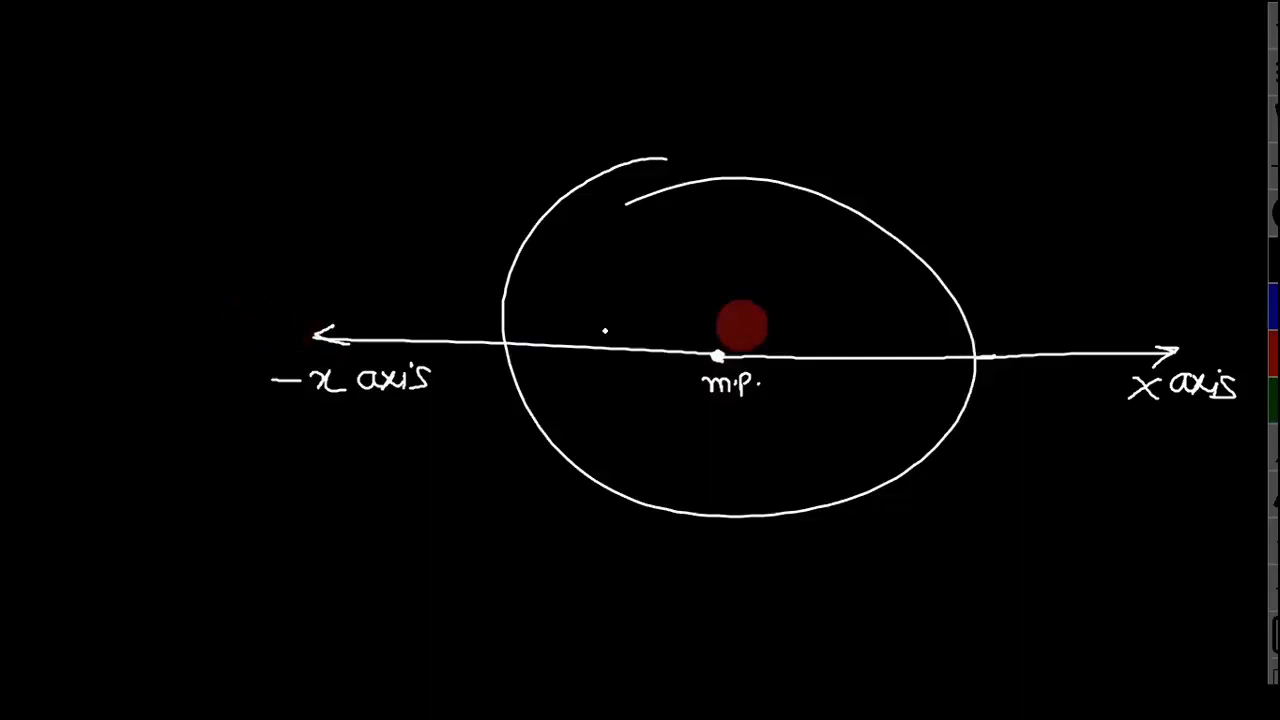 – x axis
m.p.
X axis